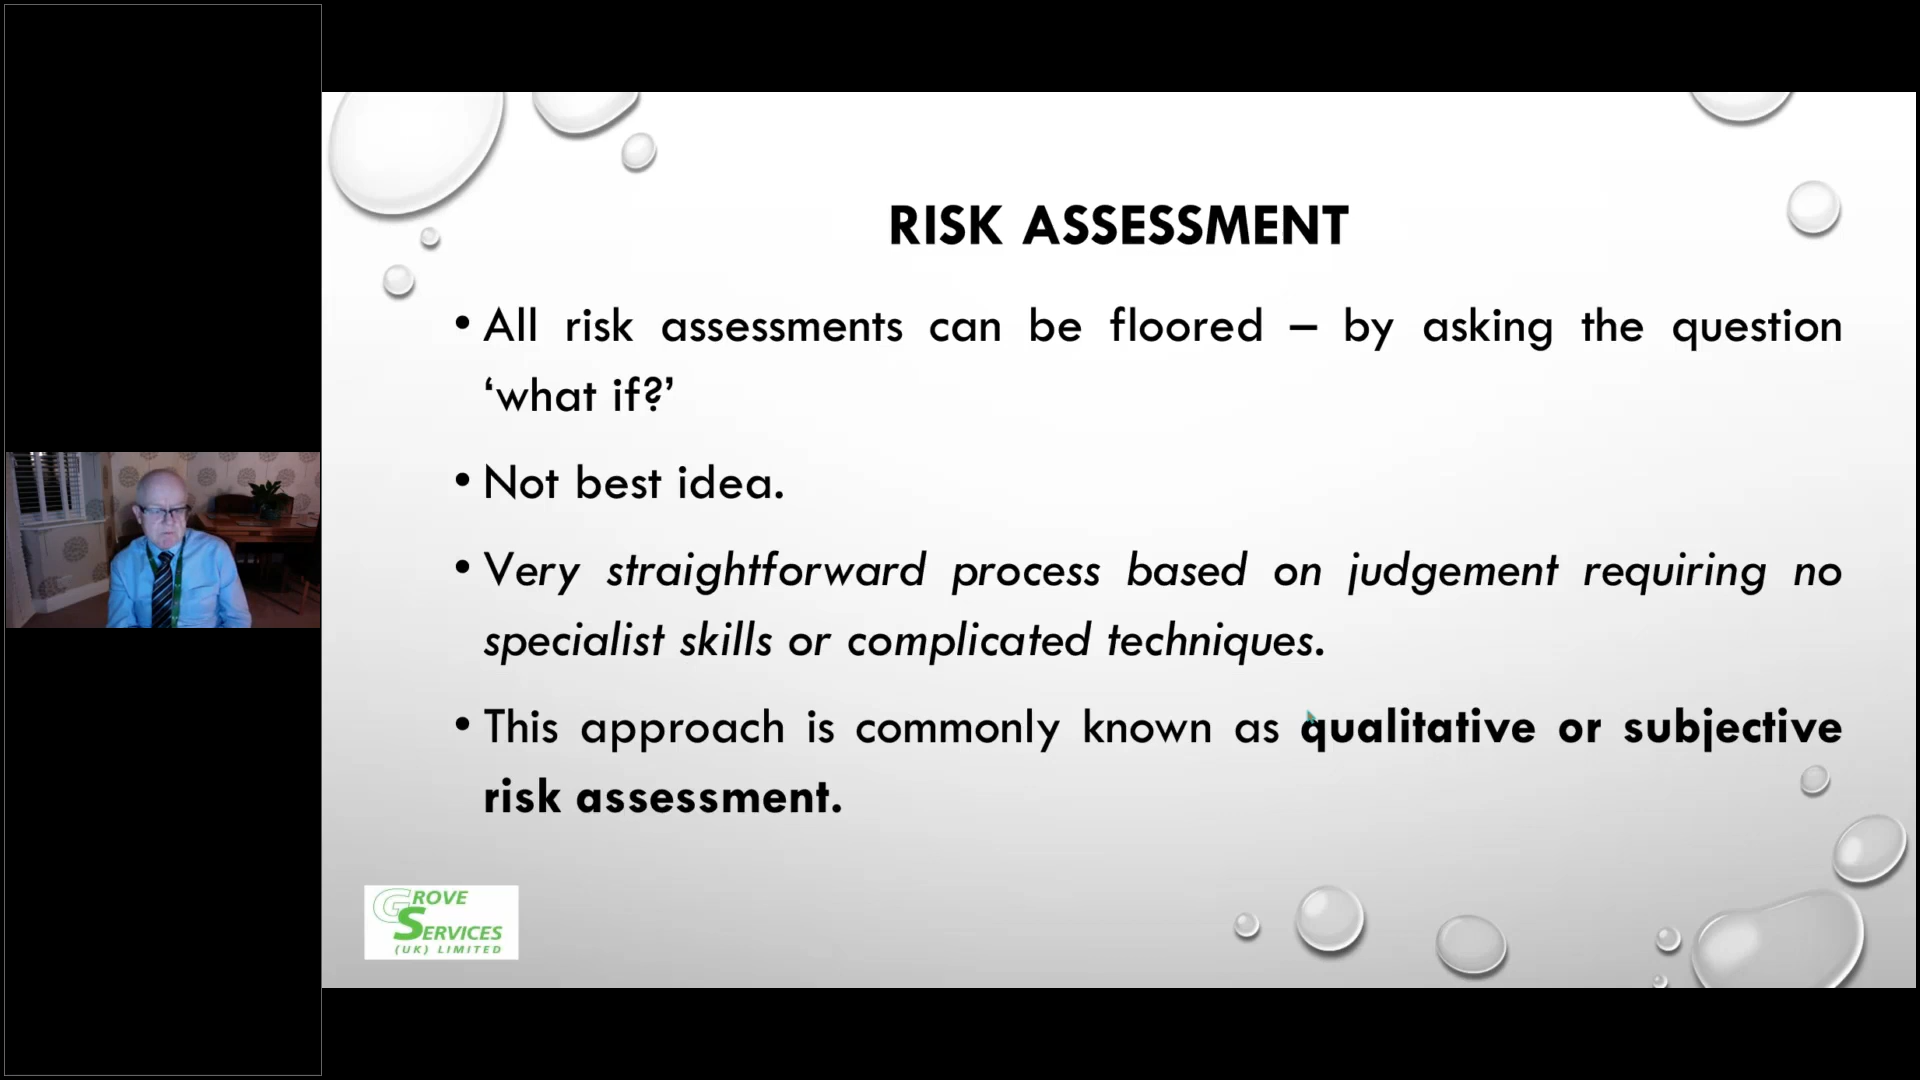 RISK ASSESSMENT
• All risk assessments can be floored – by asking the question
‘what if?’
• Not best idea.
• Very straightforward process based on judgement requiring no
specialist skills or complicated techniques.
• This approach is commonly known as qualitative or subjective
risk assessment.
GROVE
SERVICES
(UK) LIMITED